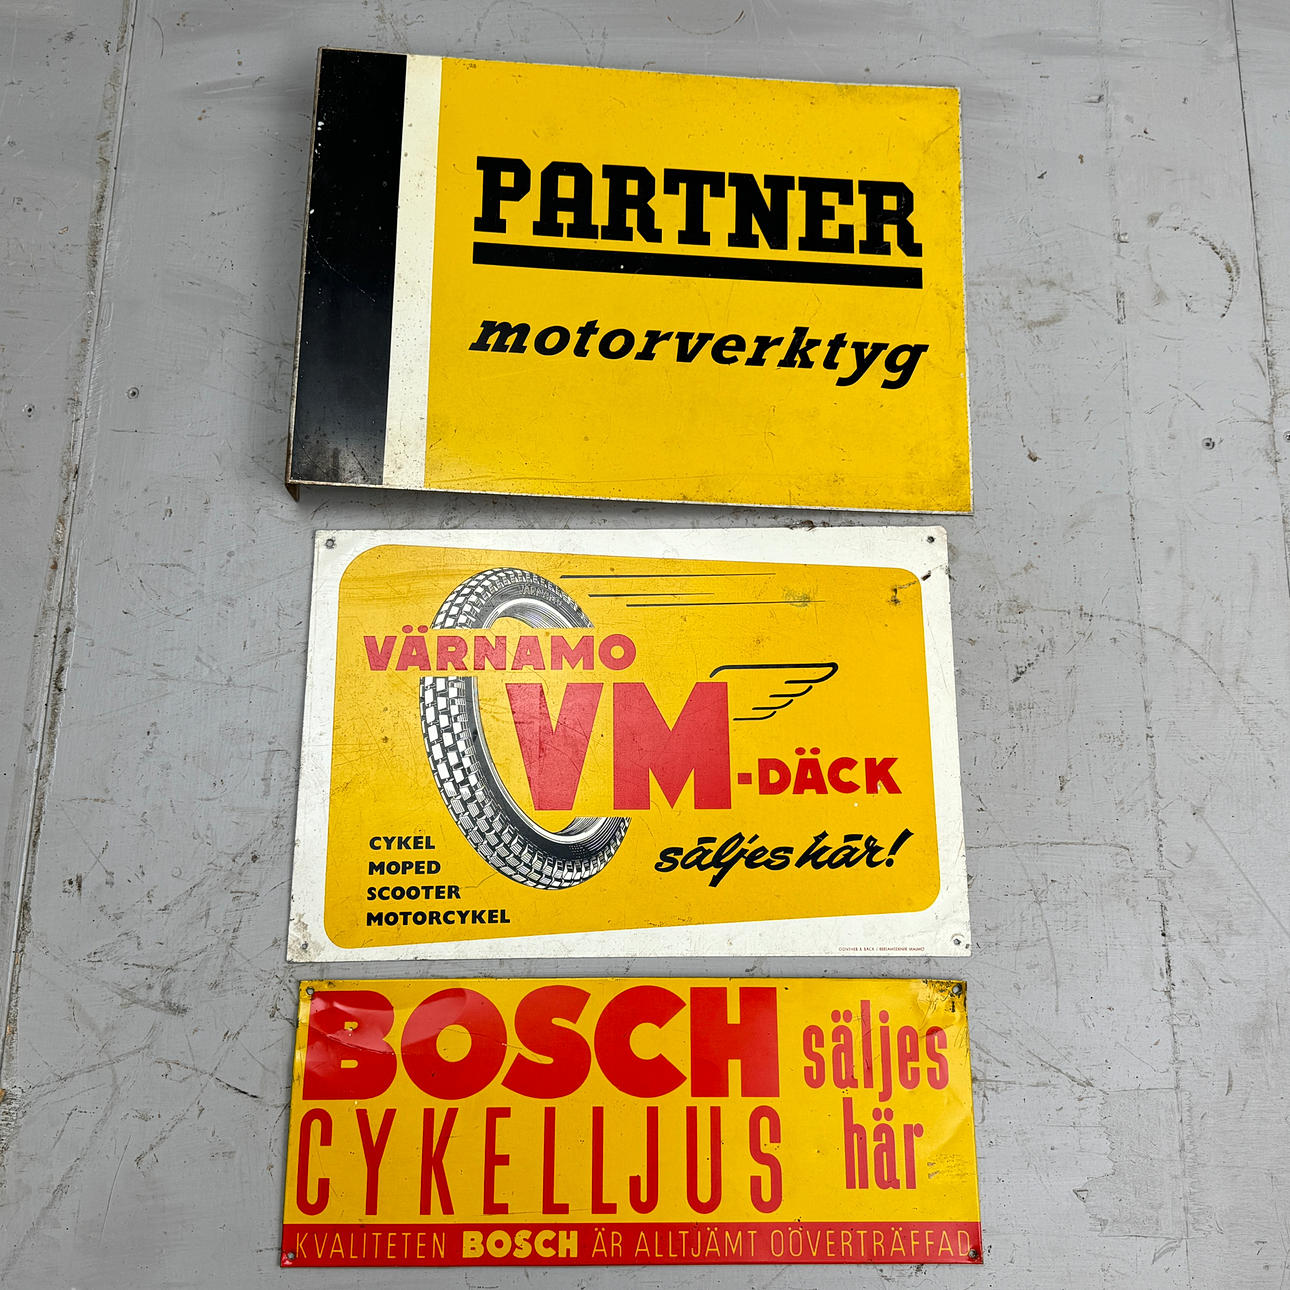 PARTNER
motorverktyg
VÄRNAMO
VM-DÄCK
säljes här!
CYKEL
MOPED
SCOOTER
MOTORCYKEL
BOSCH säljes
CYKELLJUS här
KVALITETEN BOSCH ÄR ALLTJÄMT OÖVERTRÄFFAD